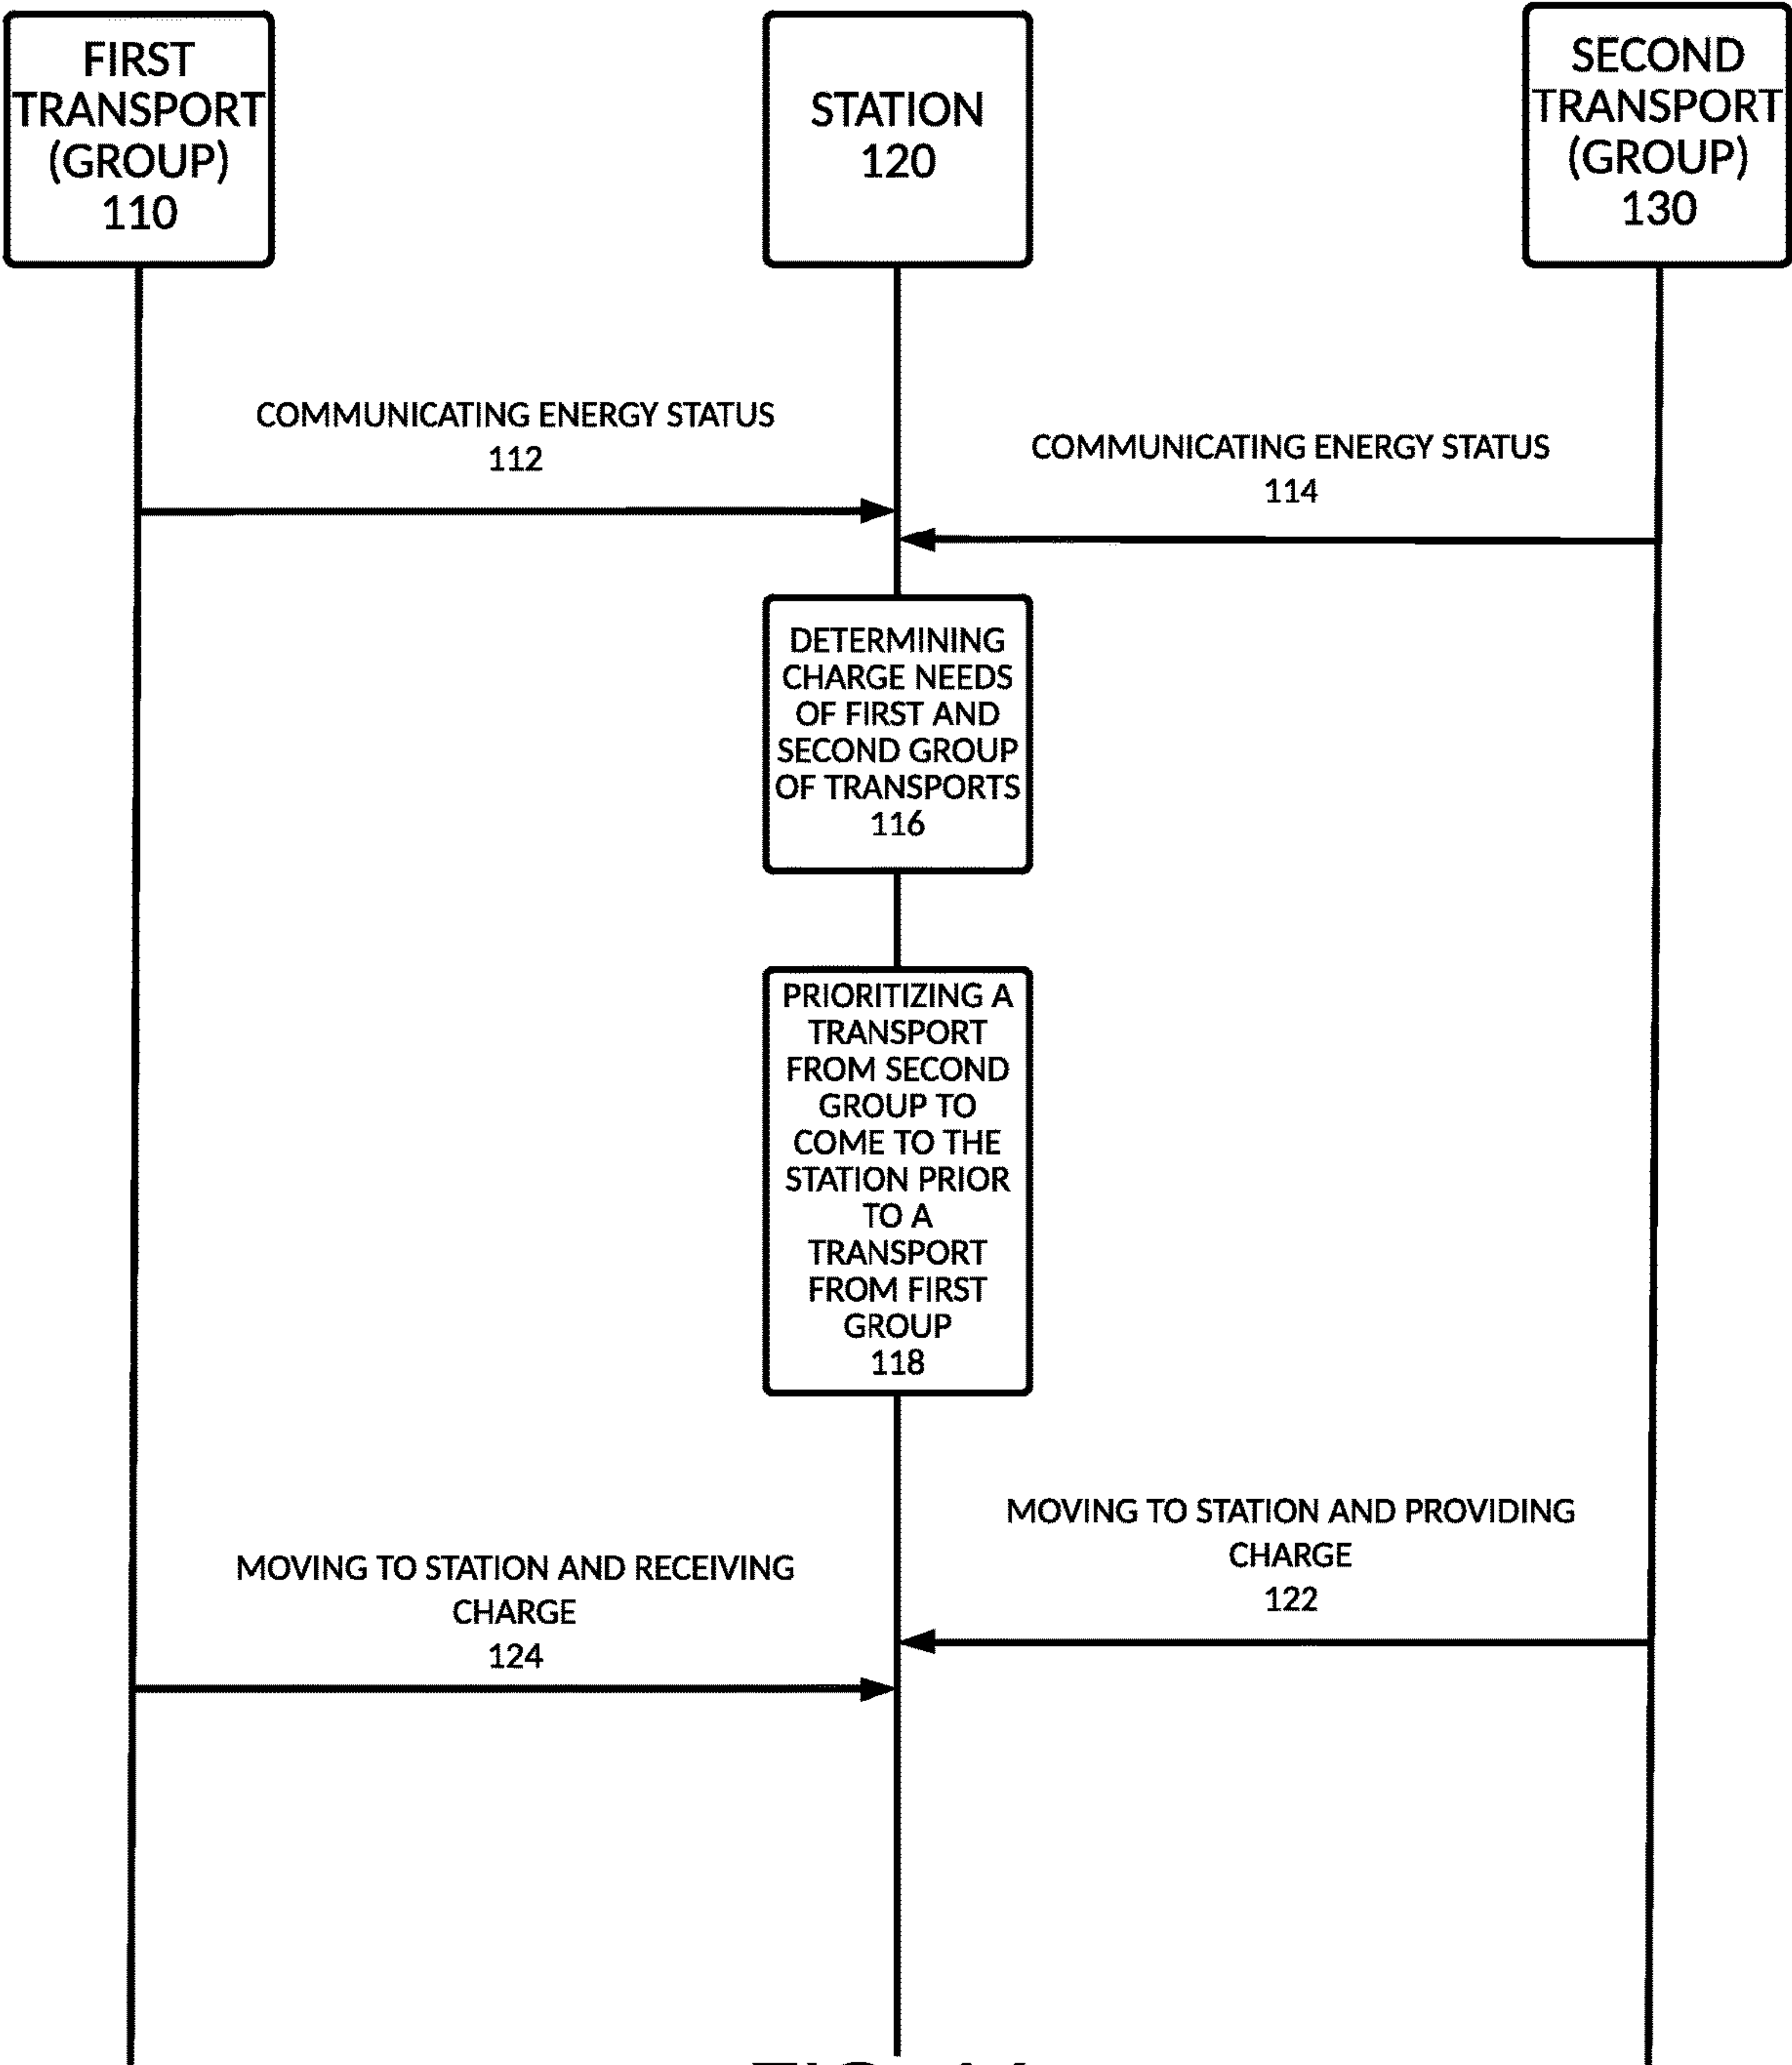 FIRST
TRANSPORT
(GROUP)
110
STATION
120
SECOND
TRANSPORT
(GROUP)
130
COMMUNICATING ENERGY STATUS
112
COMMUNICATING ENERGY STATUS
114
DETERMINING
CHARGE NEEDS
OF FIRST AND
SECOND GROUP
OF TRANSPORTS
116
PRIORITIZING A
TRANSPORT
FROM SECOND
GROUP TO
COME TO THE
STATION PRIOR
TO A
TRANSPORT
FROM FIRST
GROUP
118
MOVING TO STATION AND PROVIDING
CHARGE
122
MOVING TO STATION AND RECEIVING
CHARGE
124